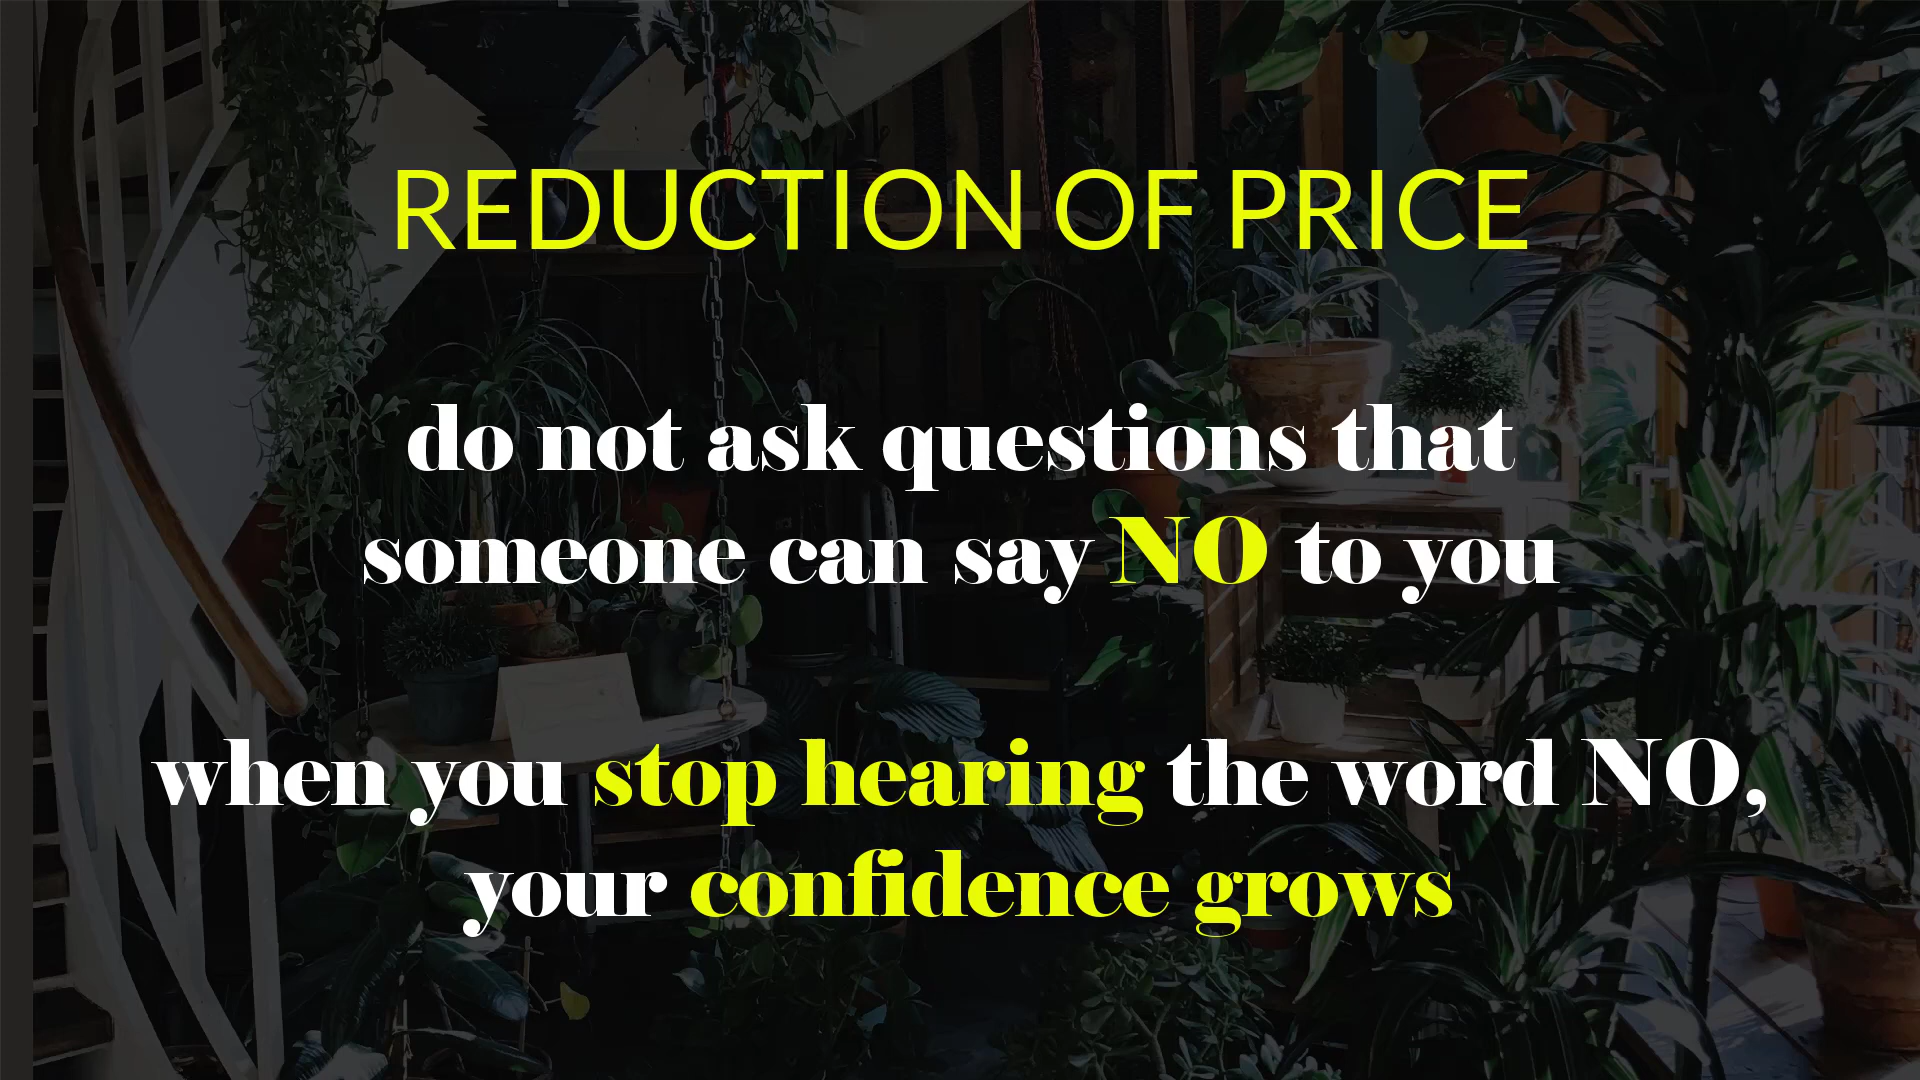 REDUCTION OF PRICE
do not ask questions that
someone can say NO to you
when you stop hearing the word NO,
your confidence grows